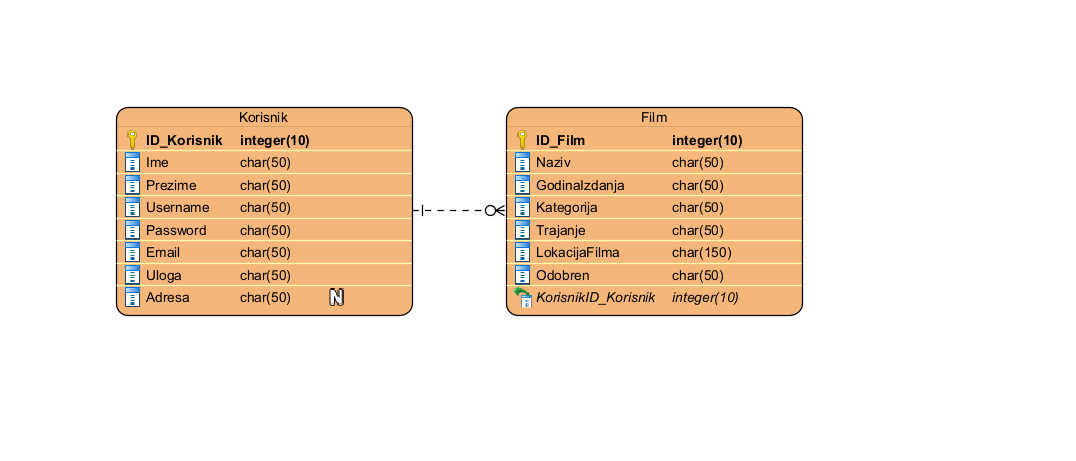 Korisnik
ID_Korisnik integer(10)
Ime char(50)
Prezime char(50)
Username char(50)
Password char(50)
Email char(50)
Uloga char(50)
Adresa char(50) N
Film
ID_Film integer(10)
Naziv char(50)
GodinaIzdanja char(50)
Kategorija char(50)
Trajanje char(50)
LokacijaFilma char(150)
Odobren char(50)
KorisnikID_Korisnik integer(10)